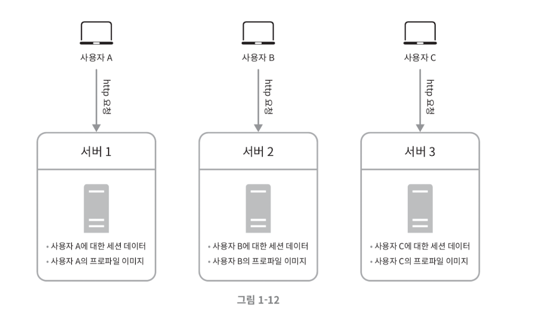 사용자 A
사용자 B
사용자 C
http 요청
http 요청
http 요청
서버 1
서버 2
서버 3
• 사용자 A에 대한 세션 데이터
• 사용자 A의 프로파일 이미지
• 사용자 B에 대한 세션 데이터
• 사용자 B의 프로파일 이미지
• 사용자 C에 대한 세션 데이터
• 사용자 C의 프로파일 이미지
그림 1-12